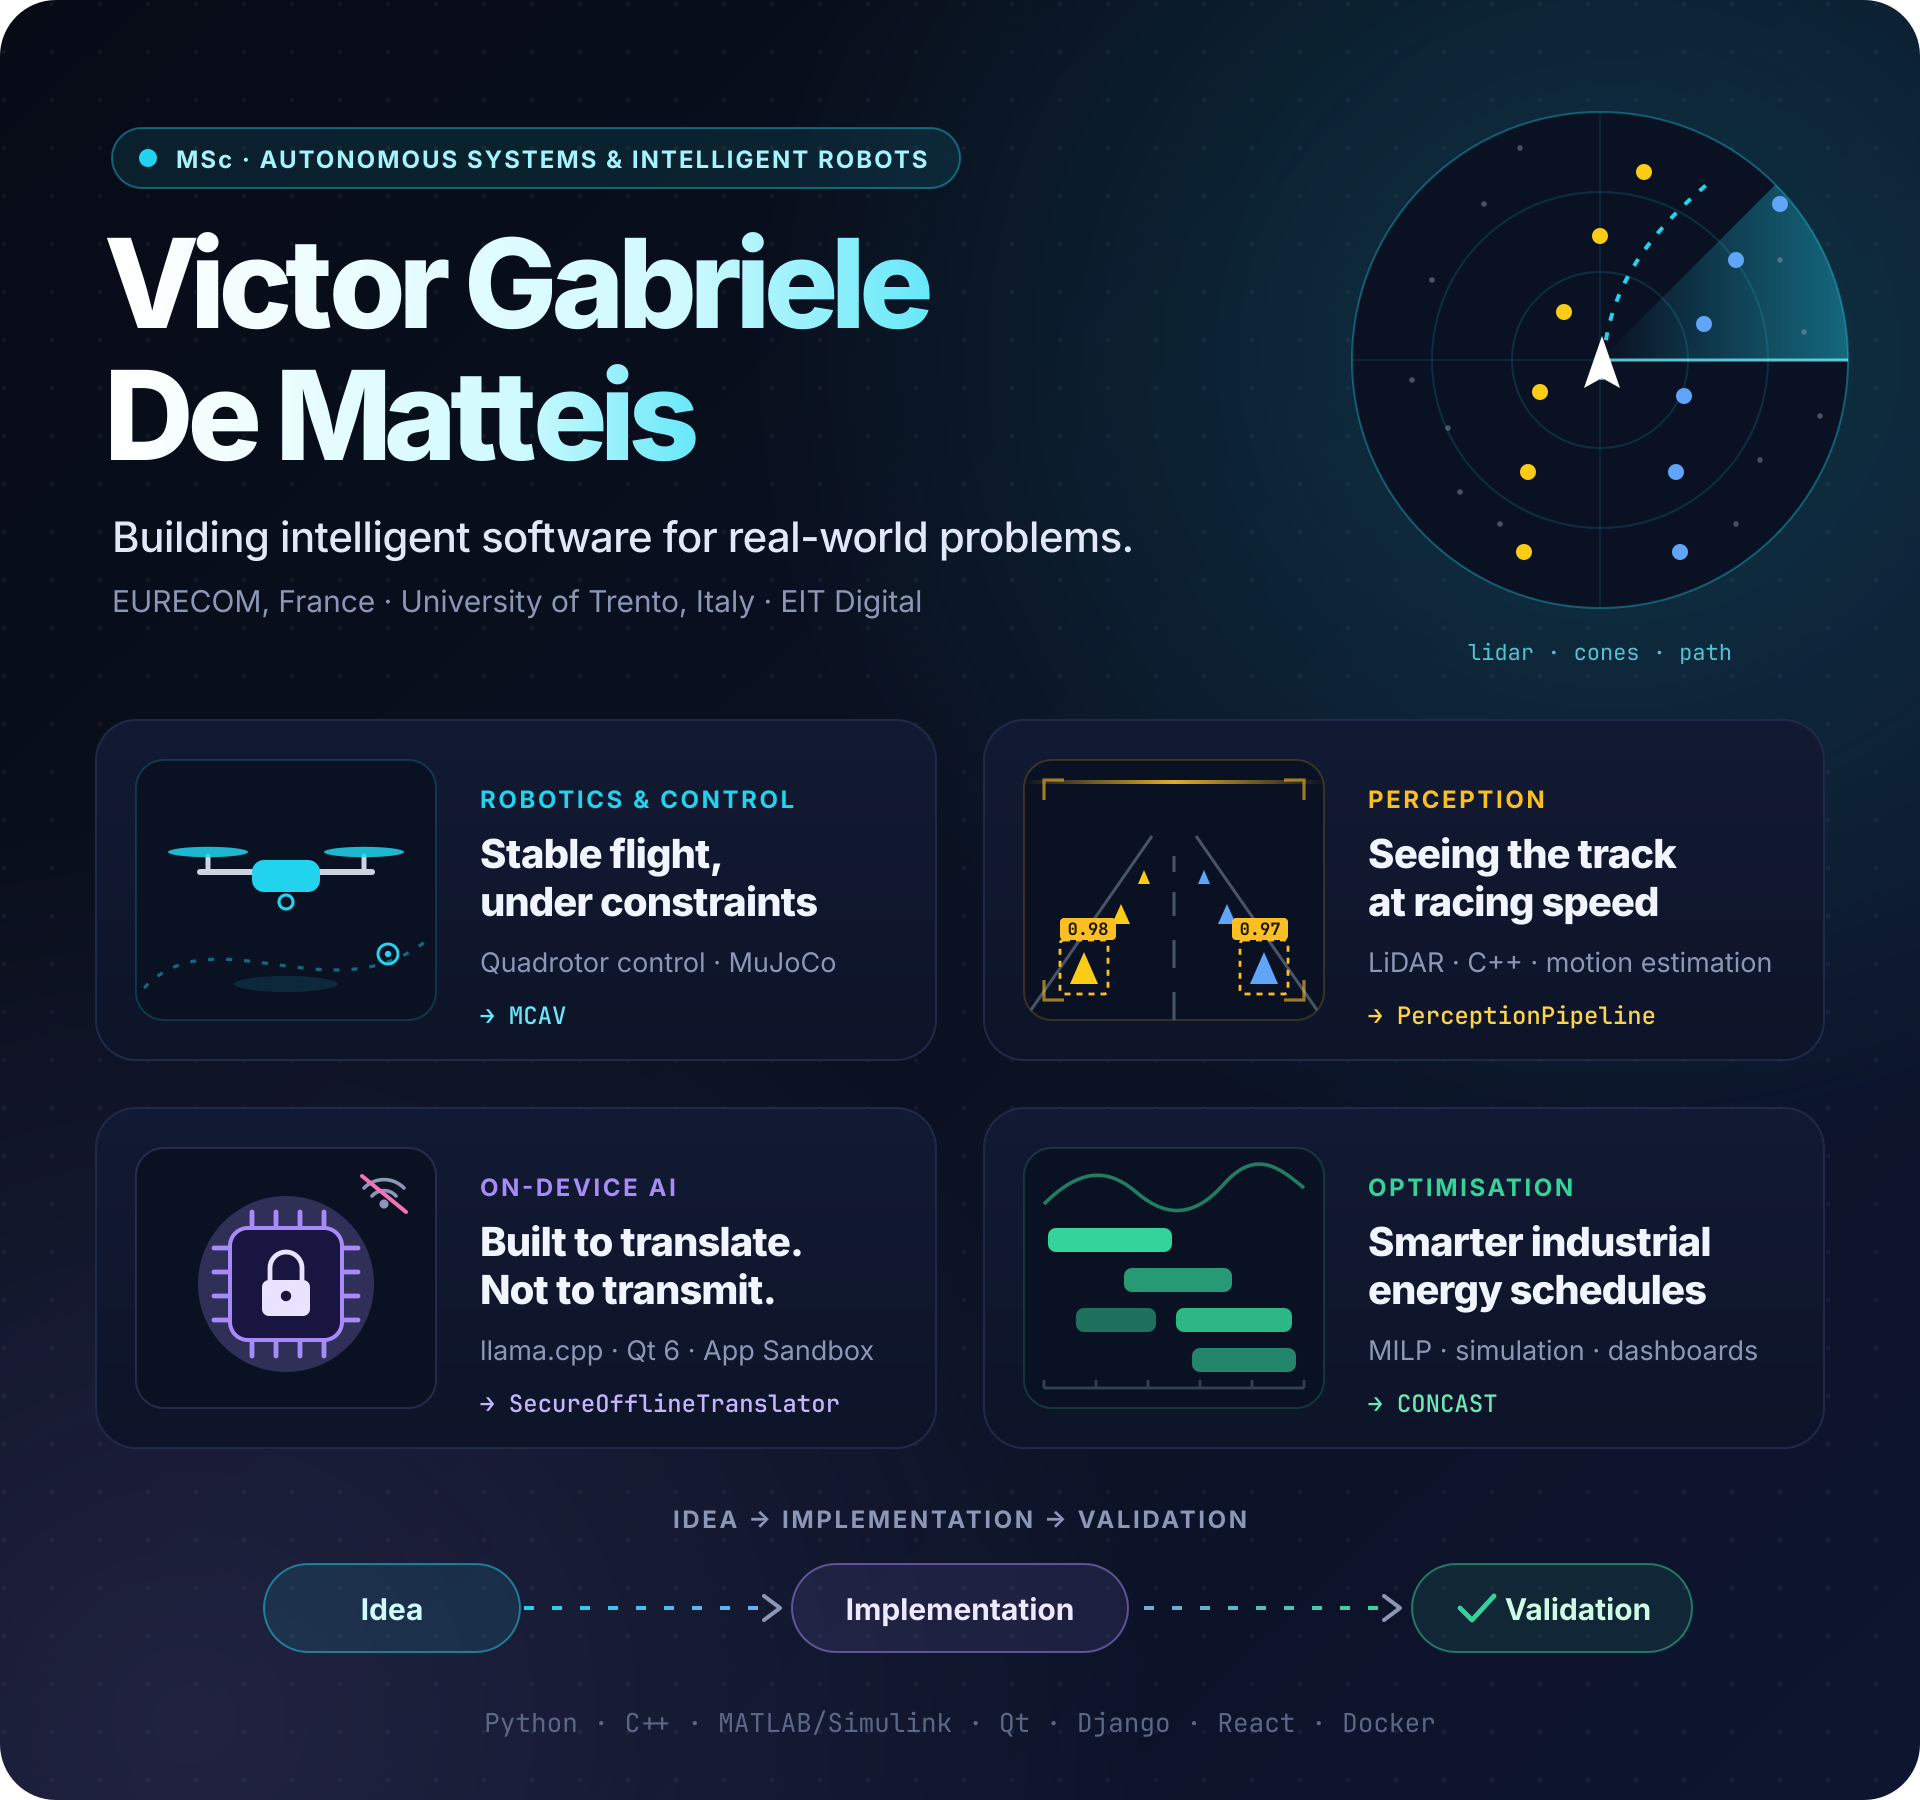 MSc · AUTONOMOUS SYSTEMS & INTELLIGENT ROBOTS
Victor Gabriele
De Matteis
Building intelligent software for real-world problems.
EURECOM, France · University of Trento, Italy · EIT Digital
lidar · cones · path
ROBOTICS & CONTROL
Stable flight,
under constraints
Quadrotor control · MuJoCo
→ MCAV
0.98
0.97
PERCEPTION
Seeing the track
at racing speed
LiDAR · C++ · motion estimation
→ PerceptionPipeline
ON-DEVICE AI
Built to translate.
Not to transmit.
llama.cpp · Qt 6 · App Sandbox
→ SecureOfflineTranslator
OPTIMISATION
Smarter industrial
energy schedules
MILP · simulation · dashboards
→ CONCAST
IDEA → IMPLEMENTATION → VALIDATION
Idea
Implementation
Validation
Python · C++ · MATLAB/Simulink · Qt · Django · React · Docker